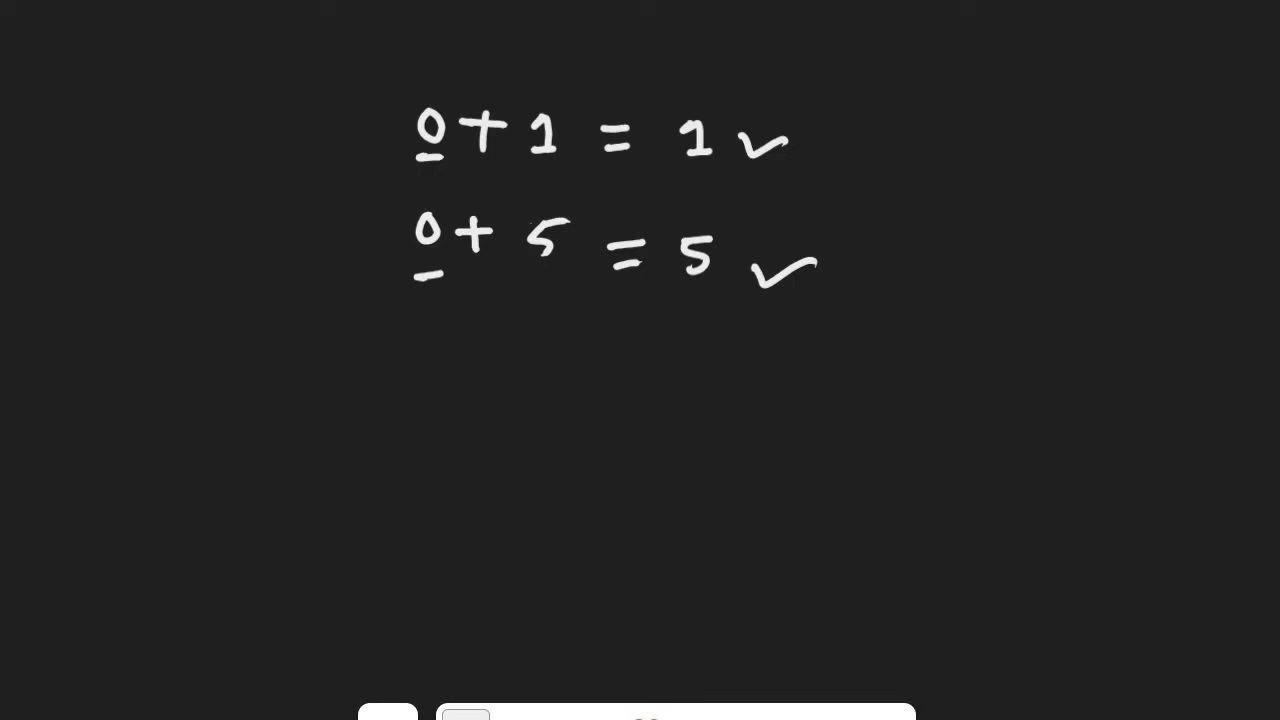 0 + 1 = 1 ✓
0 + 5 = 5 ✓